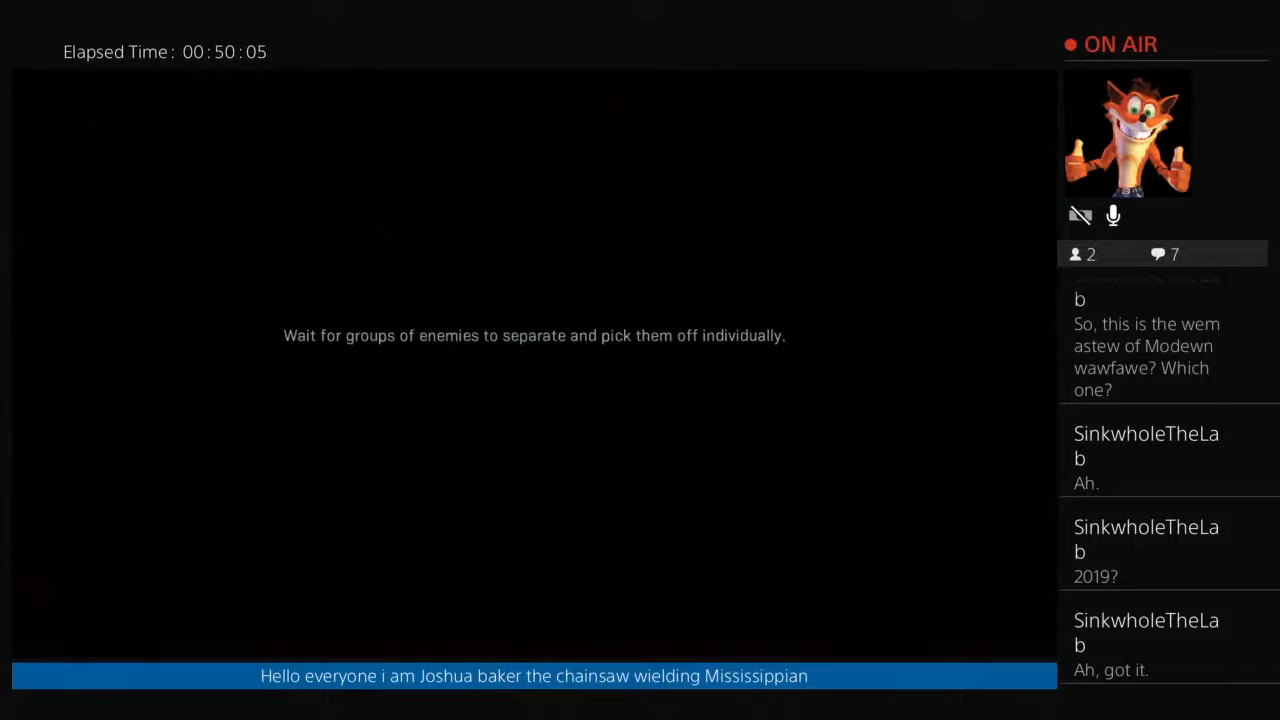 Elapsed Time: 00:50:05
ON AIR
2 7
b
So, this is the wem
astew of Modewn
wawfawe? Which
one?
SinkwholeTheLa
b
Ah.
SinkwholeTheLa
b
2019?
SinkwholeTheLa
b
Ah, got it.
Wait for groups of enemies to separate and pick them off individually.
Hello everyone i am Joshua baker the chainsaw wielding Mississippian